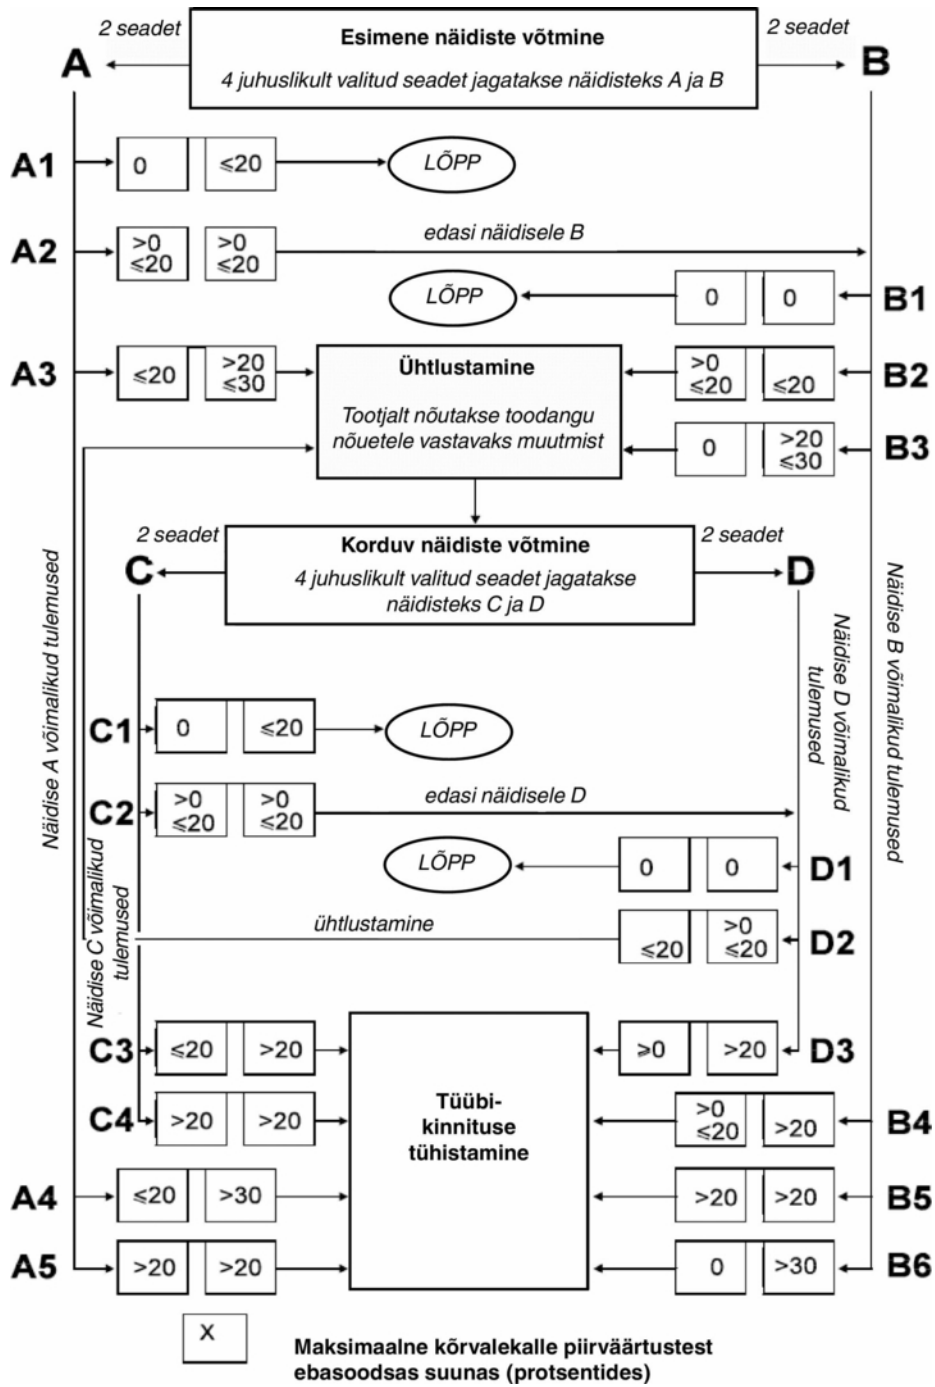 2 seadet
Esimene näidiste võtmine
2 seadet
A
4 juhuslikult valitud seadet jagatakse näidisteks A ja B
B
A1
0
≤20
LÕPP
A2
>0
≤20
>0
≤20
edasi näidisele B
LÕPP
0
0
B1
A3
≤20
>20
≤30
Ühtlustamine
Tootjalt nõutakse toodangu
nõuetele vastavaks muutmist
>0
≤20
≤20
B2
0
>20
≤30
B3
2 seadet
Korduv näidiste võtmine
2 seadet
C
4 juhuslikult valitud seadet jagatakse
näidisteks C ja D
D
Näidise A võimalikud tulemused
Näidise B võimalikud tulemused
Näidise D võimalikud
tulemused
C1
0
≤20
LÕPP
C2
>0
≤20
>0
≤20
edasi näidisele D
LÕPP
0
0
D1
Näidise C võimalikud
tulemused
ühtlustamine
≤20
>0
≤20
D2
C3
≤20
>20
Tüübi-
kinnituse
tühistamine
≥0
>20
D3
C4
>20
>20
>0
≤20
>20
B4
A4
≤20
>30
>20
>20
B5
A5
>20
>20
0
>30
B6
X
Maksimaalne kõrvalekalle piirväärtustest
ebasoodsas suunas (protsentides)